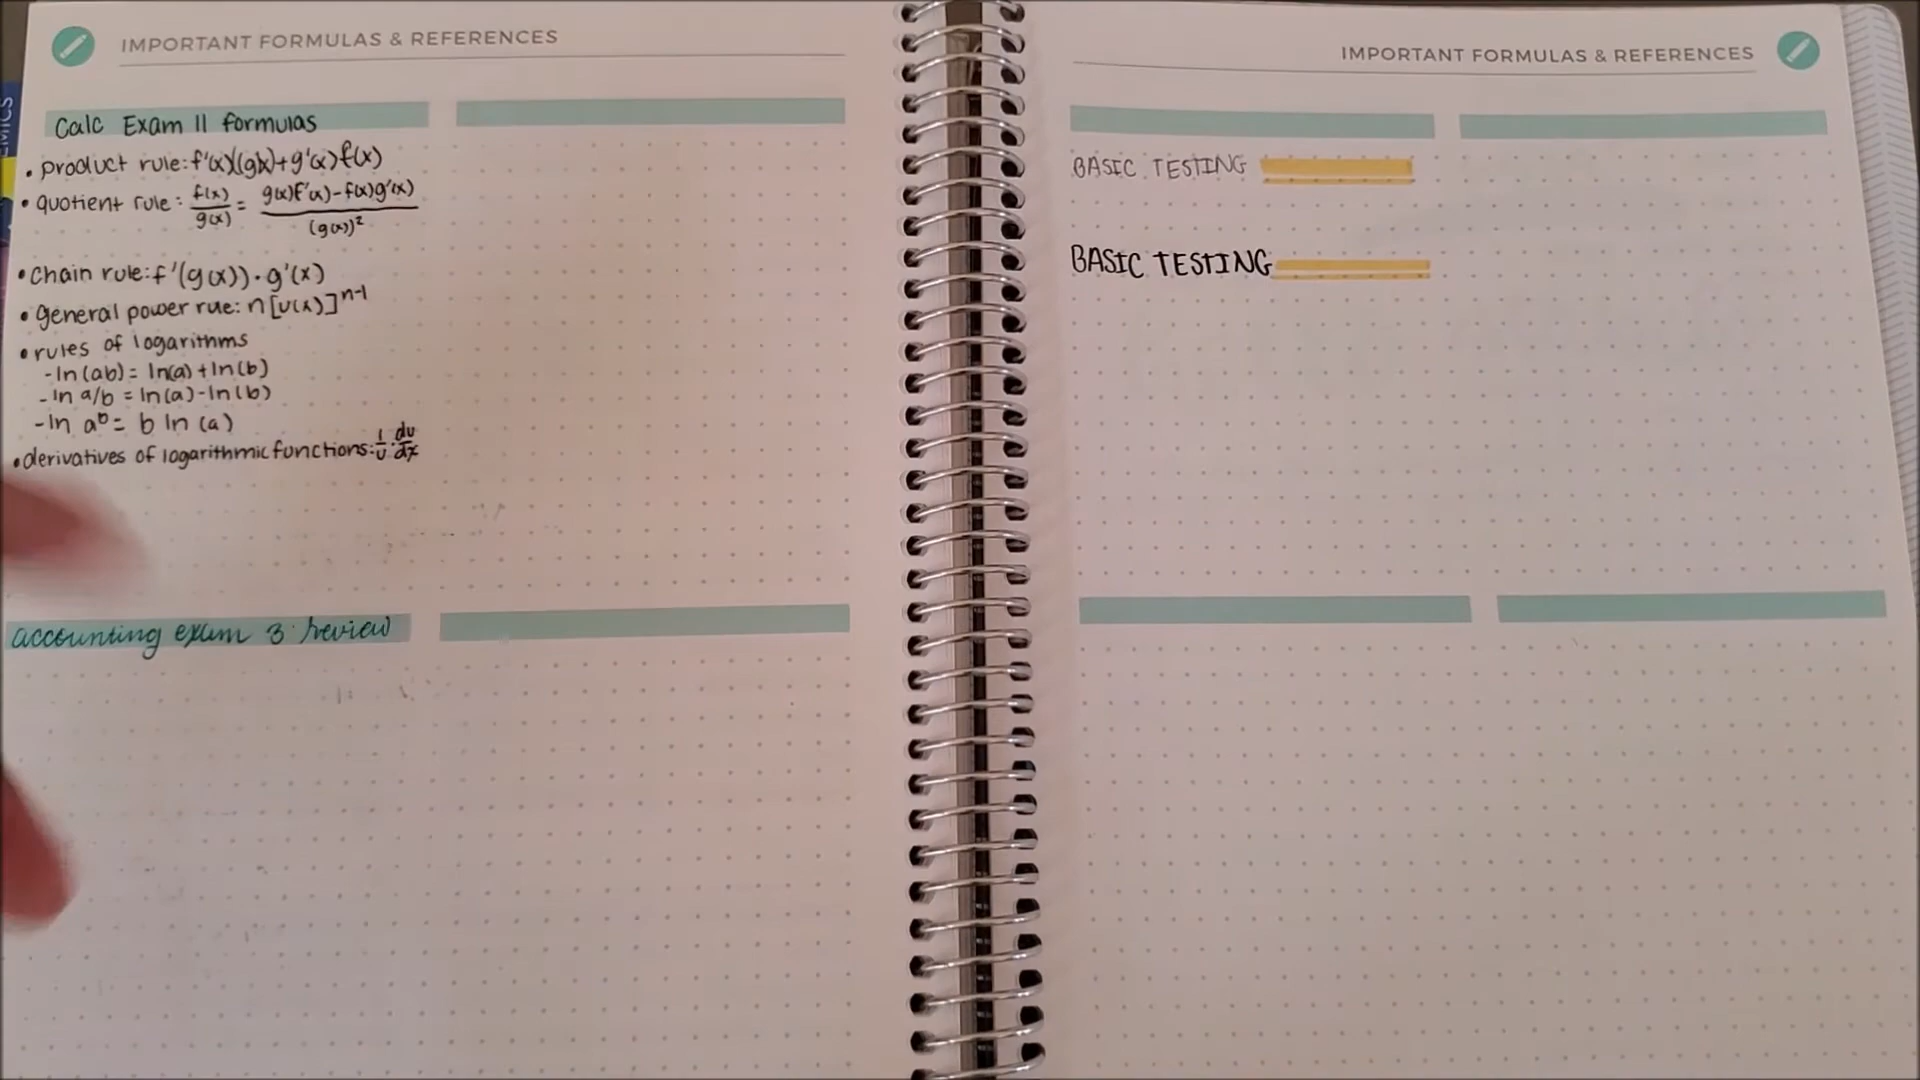 IMPORTANT FORMULAS & REFERENCES
Calc Exam II formulas
• product rule: f'(x)(g(x)+g'(x)f(x)
• quotient rule: f(x)/g(x) = g(x)f'(x)-f(x)g'(x)/(g(x))²
• Chain rule: f'(g(x))·g'(x)
• general power rule: n[u(x)]ⁿ⁻¹
• rules of logarithms
-ln(ab)= ln(a)+ln(b)
-ln a/b = ln(a)-ln(b)
-ln aᵇ= b ln(a)
• derivatives of logarithmic functions: 1/u · du/dx
accounting exam 3 review
IMPORTANT FORMULAS & REFERENCES
BASIC TESTING
BASIC TESTING